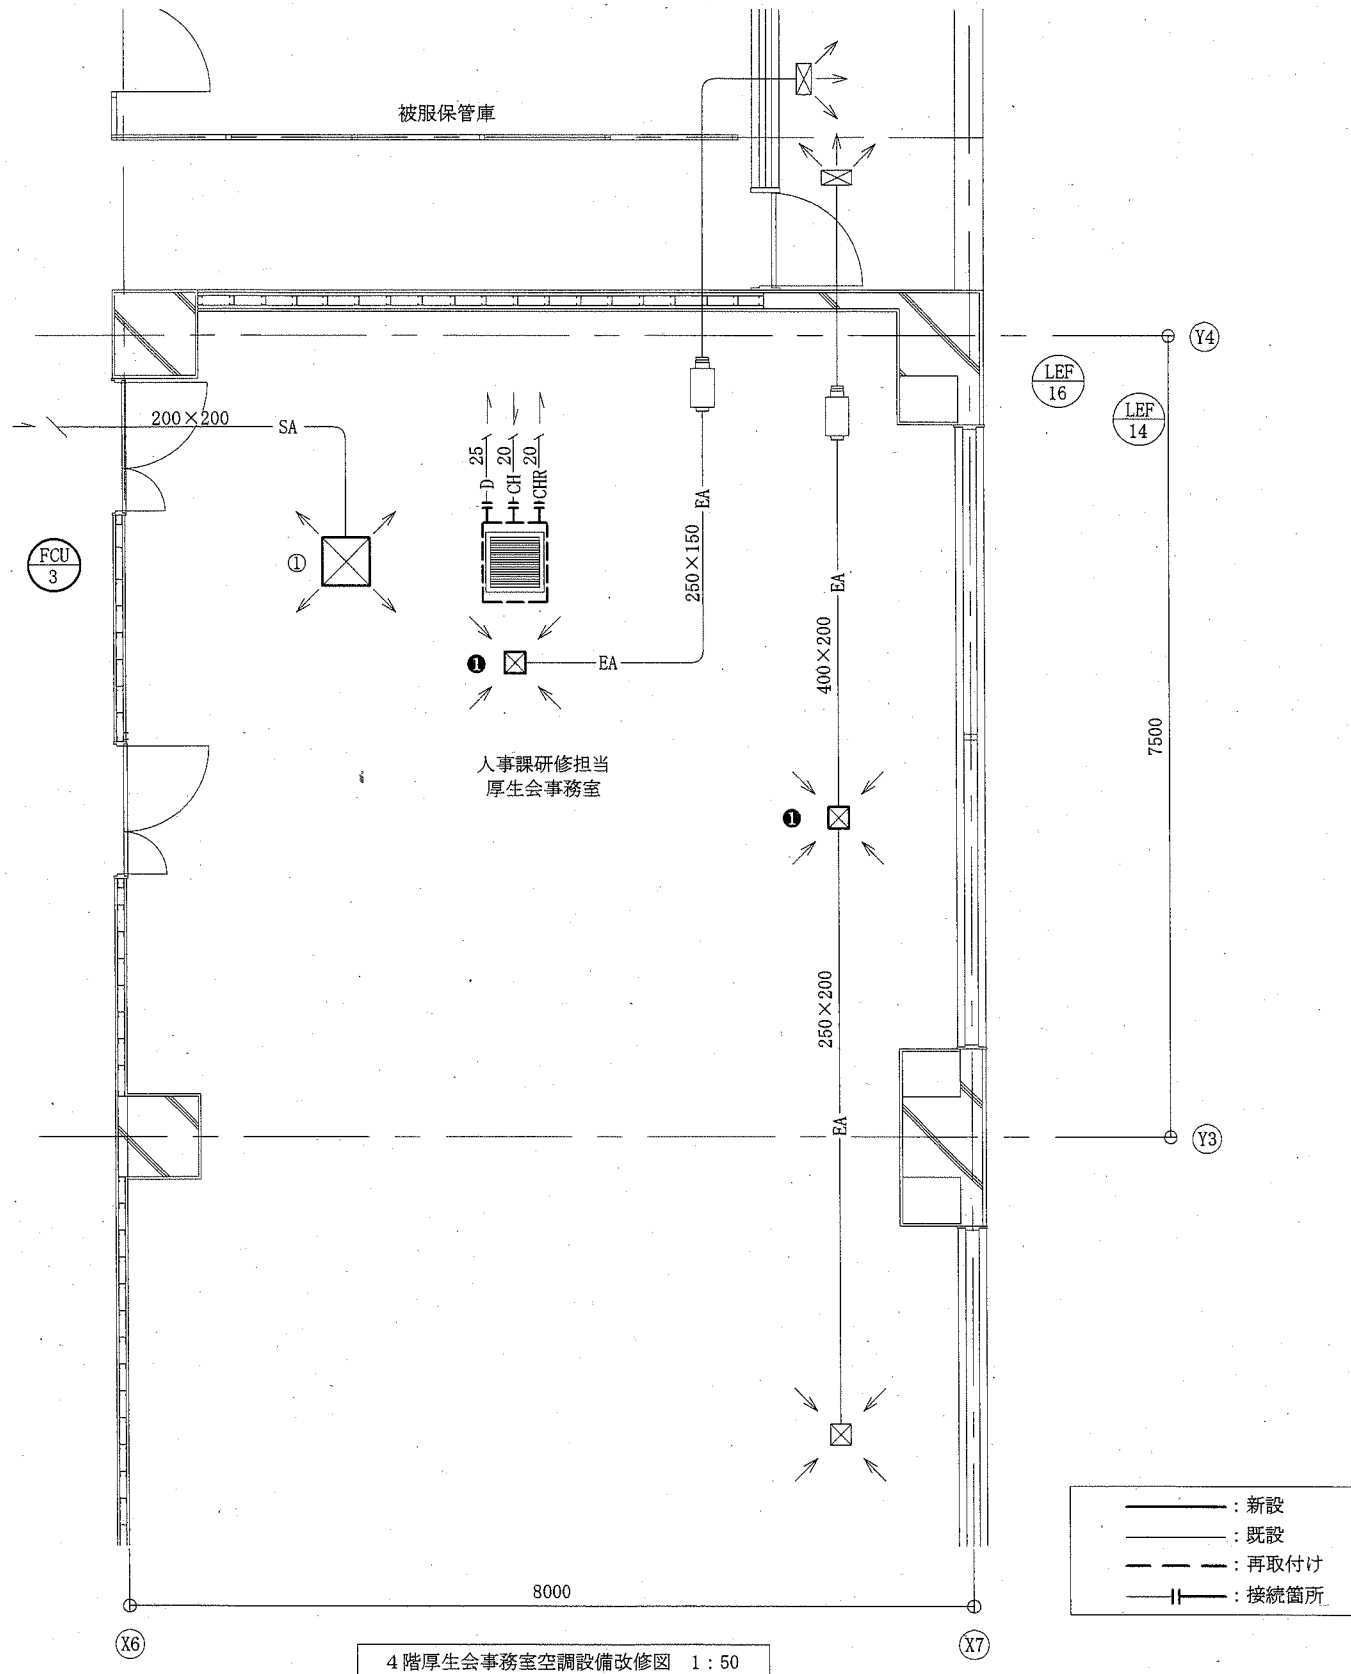 被服保管庫
Y4
LEF
16
LEF
14
200×200
SA
25
20
20
D
CH
CHR
EA
250×150
EA
FCU
3
①
400×200
❶
EA
7500
人事課研修担当
厚生会事務室
❶
250×200
EA
Y3
新設
既設
再取付け
接続箇所
8000
X6
X7
4階厚生会事務室空調設備改修図 1:50